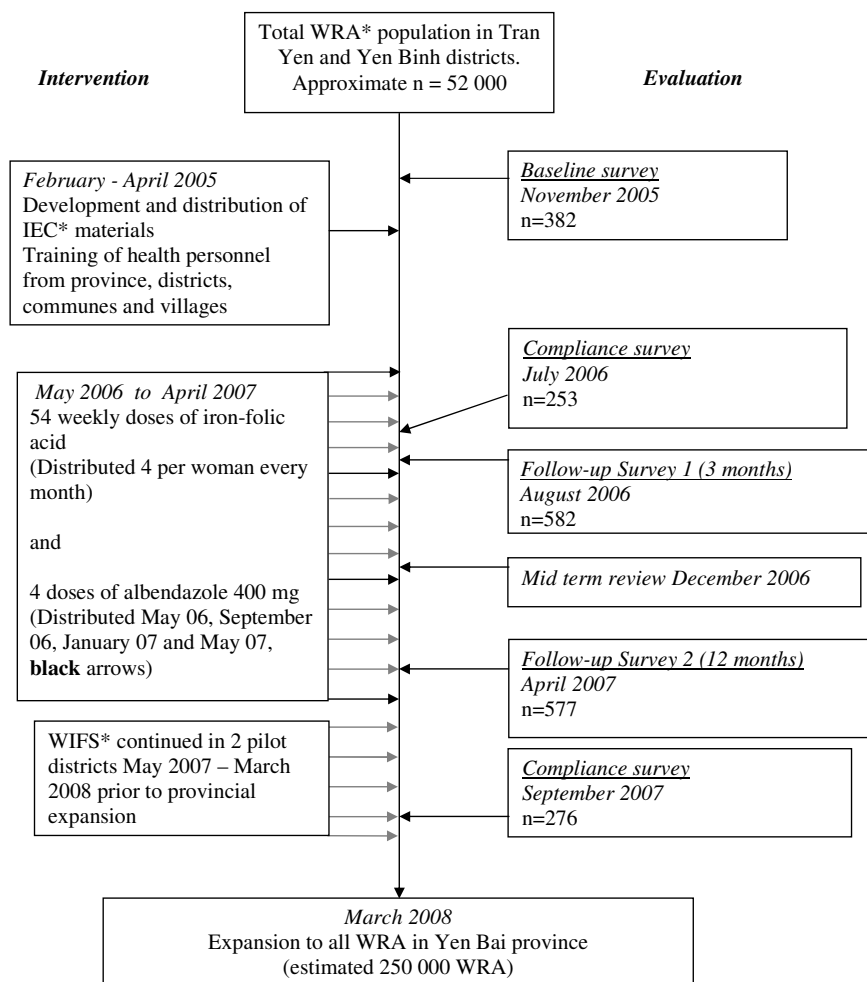 Total WRA* population in Tran
Yen and Yen Binh districts.
Approximate n = 52 000
Intervention
Evaluation
February - April 2005
Development and distribution of
IEC* materials
Training of health personnel
from province, districts,
communes and villages
Baseline survey
November 2005
n=382
Compliance survey
July 2006
n=253
May 2006 to April 2007
54 weekly doses of iron-folic
acid
(Distributed 4 per woman every
month)
and
4 doses of albendazole 400 mg
(Distributed May 06, September
06, January 07 and May 07,
black arrows)
Follow-up Survey 1 (3 months)
August 2006
n=582
Mid term review December 2006
Follow-up Survey 2 (12 months)
April 2007
n=577
WIFS* continued in 2 pilot
districts May 2007 – March
2008 prior to provincial
expansion
Compliance survey
September 2007
n=276
March 2008
Expansion to all WRA in Yen Bai province
(estimated 250 000 WRA)